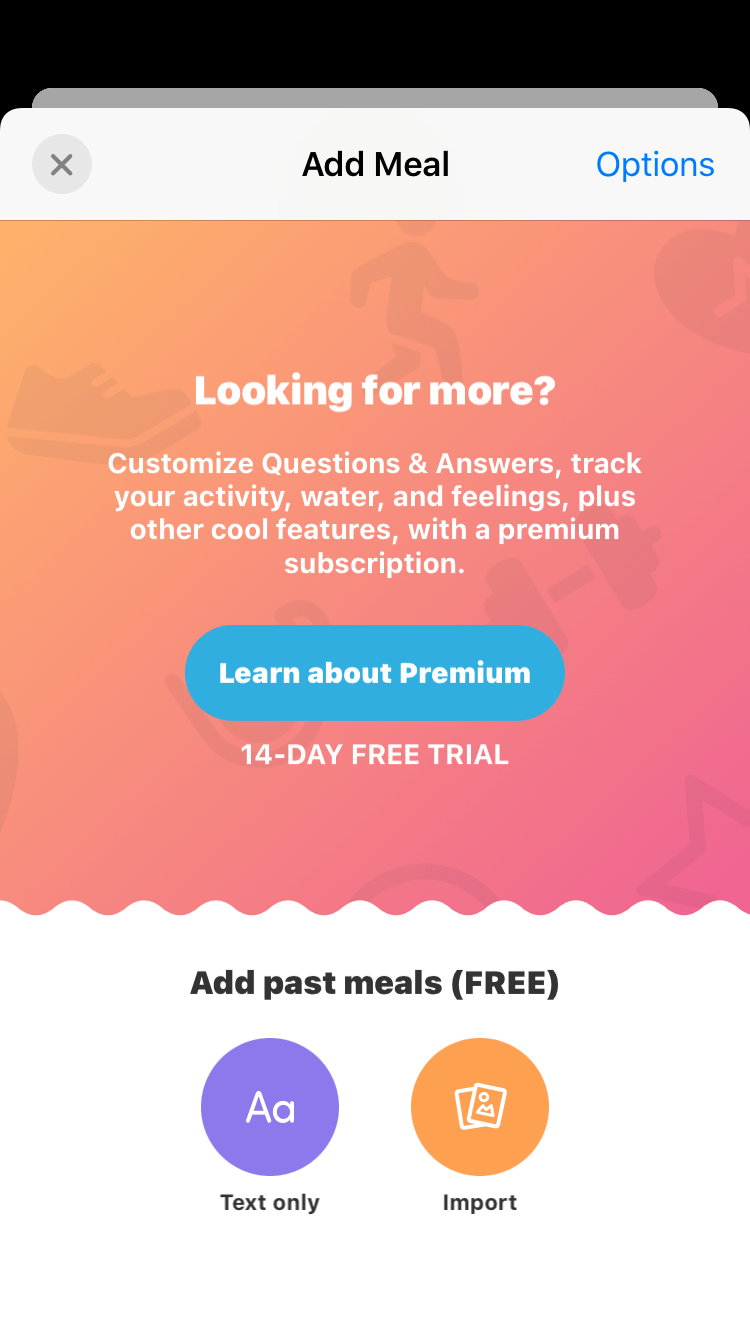 Add Meal
Options
Looking for more?
Customize Questions & Answers, track
your activity, water, and feelings, plus
other cool features, with a premium
subscription.
Learn about Premium
14-DAY FREE TRIAL
Add past meals (FREE)
Aa
Text only
Import